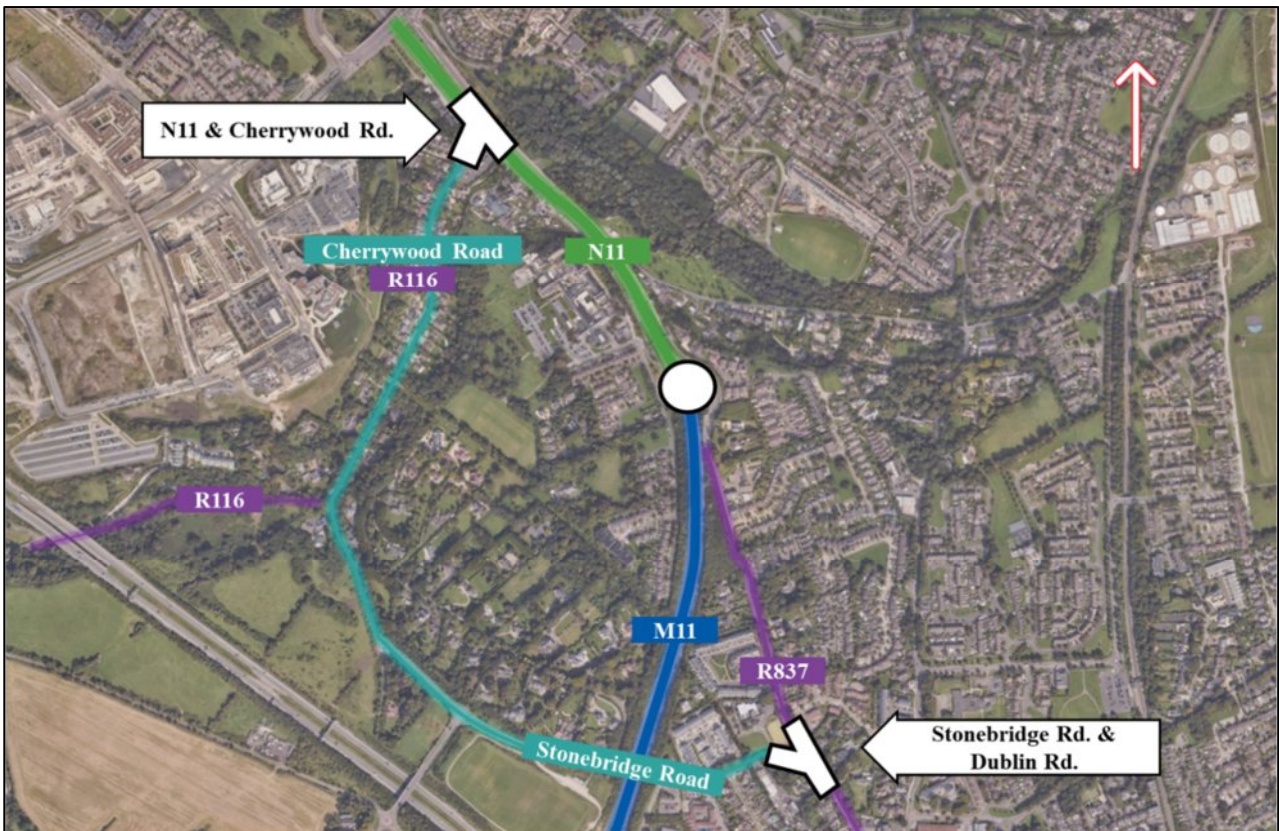 N11 & Cherrywood Rd.
Cherrywood Road
R116
N11
R116
M11
R837
Stonebridge Road
Stonebridge Rd. &
Dublin Rd.